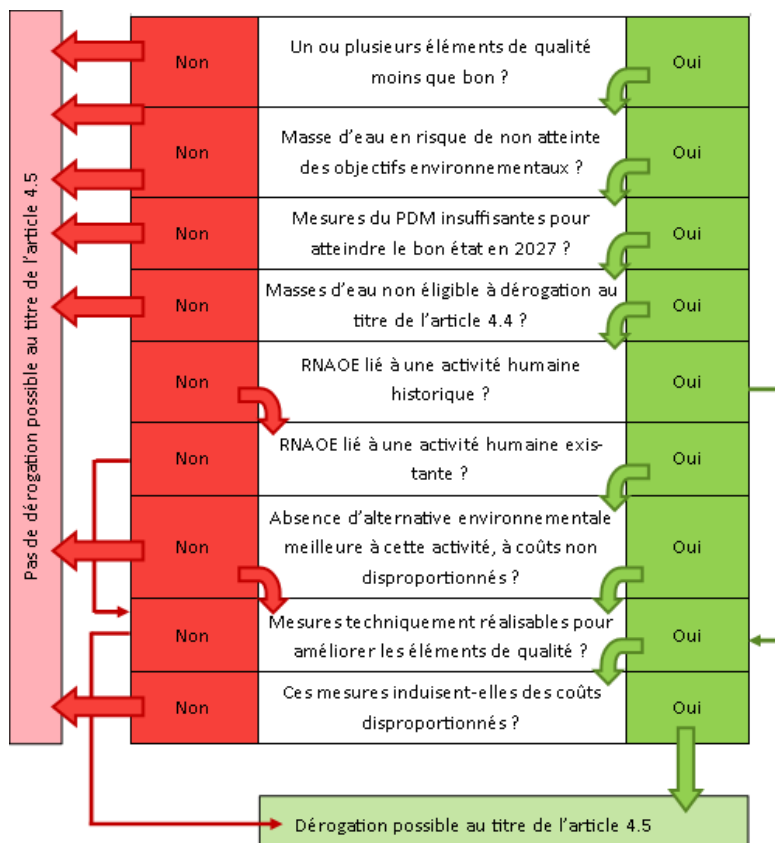 Pas de dérogation possible au titre de l'article 4.5
Non
Un ou plusieurs éléments de qualité
moins que bon ?
Oui
Non
Masse d'eau en risque de non atteinte
des objectifs environnementaux ?
Oui
Non
Mesures du PDM insuffisantes pour
atteindre le bon état en 2027 ?
Oui
Non
Masses d'eau non éligible à dérogation au
titre de l'article 4.4 ?
Oui
Non
RNAOE lié à une activité humaine
historique ?
Oui
Non
RNAOE lié à une activité humaine exis-
tante ?
Oui
Non
Absence d'alternative environnementale
meilleure à cette activité, à coûts non
disproportionnés ?
Oui
Non
Mesures techniquement réalisables pour
améliorer les éléments de qualité ?
Oui
Non
Ces mesures induisent-elles des coûts
disproportionnés ?
Oui
Dérogation possible au titre de l'article 4.5